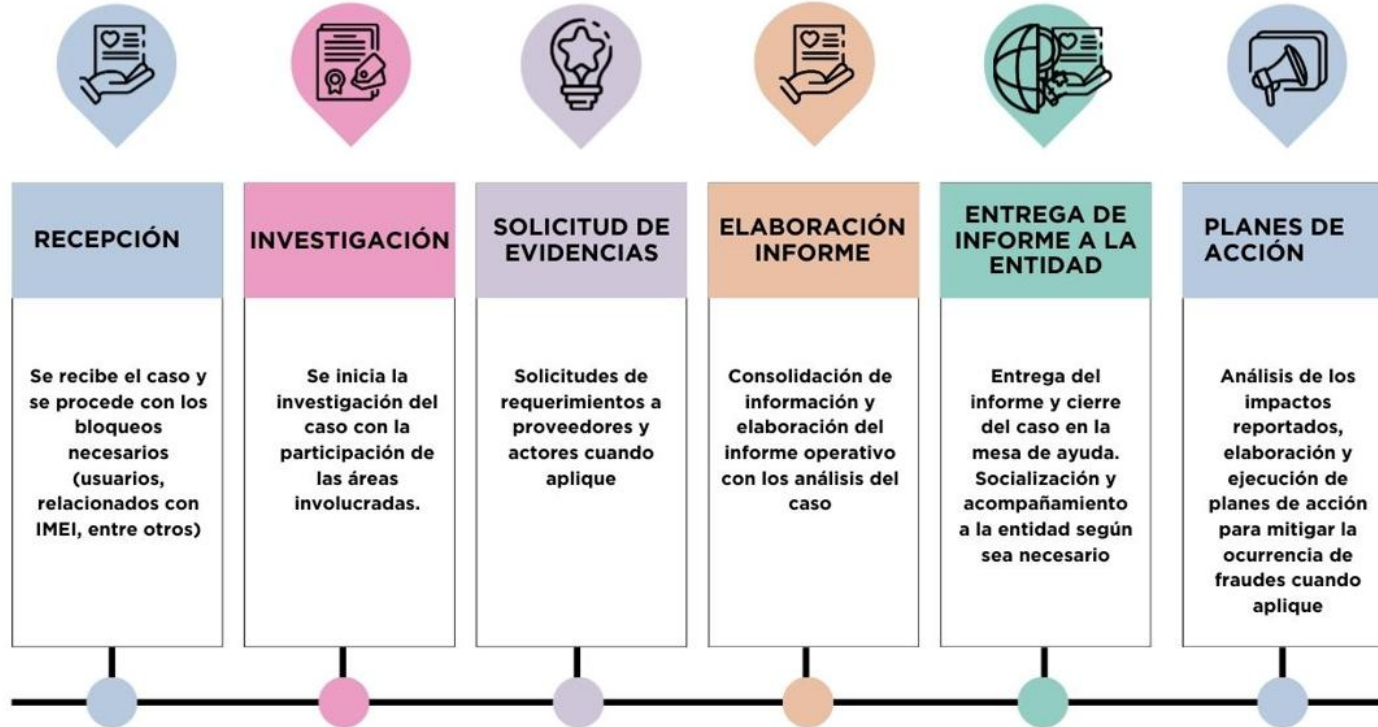 RECEPCIÓN
Se recibe el caso y
se procede con los
bloqueos
necesarios
(usuarios,
relacionados con
IMEI, entre otros)
INVESTIGACIÓN
Se inicia la
investigación del
caso con la
participación de
las áreas
involucradas.
SOLICITUD DE
EVIDENCIAS
Solicitudes de
requerimientos a
proveedores y
actores cuando
aplique
ELABORACIÓN
INFORME
Consolidación de
información y
elaboración del
informe operativo
con los análisis del
caso
ENTREGA DE
INFORME A LA
ENTIDAD
Entrega del
informe y cierre
del caso en la
mesa de ayuda.
Socialización y
acompañamiento
a la entidad según
sea necesario
PLANES DE
ACCIÓN
Análisis de los
impactos
reportados,
elaboración y
ejecución de
planes de acción
para mitigar la
ocurrencia de
fraudes cuando
aplique